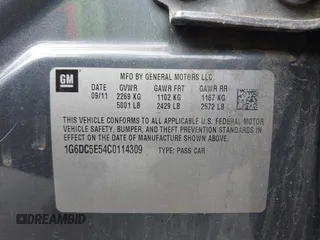 GM
MFD BY GENERAL MOTORS LLC
DATE GVWR GAWR FRT GAWR RR
09/11 2269 KG 1102 KG 1167 KG
5001 LB 2429 LB 2572 LB
THIS VEHICLE CONFORMS TO ALL APPLICABLE U.S. FEDERAL MOTOR
VEHICLE SAFETY, BUMPER, AND THEFT PREVENTION STANDARDS IN
EFFECT ON THE DATE OF MANUFACTURE SHOWN ABOVE.
1G6DC5E54C0114309 TYPE: PASS CAR
DREAMBID